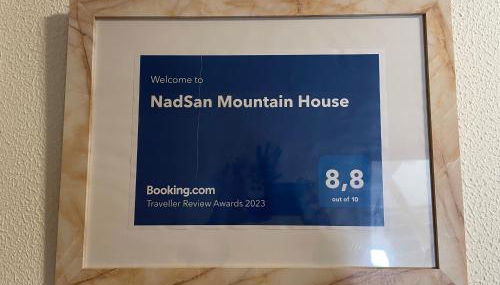 Welcome to
NadSan Mountain House
Booking.com
Traveller Review Awards 2023
8,8
out of 10